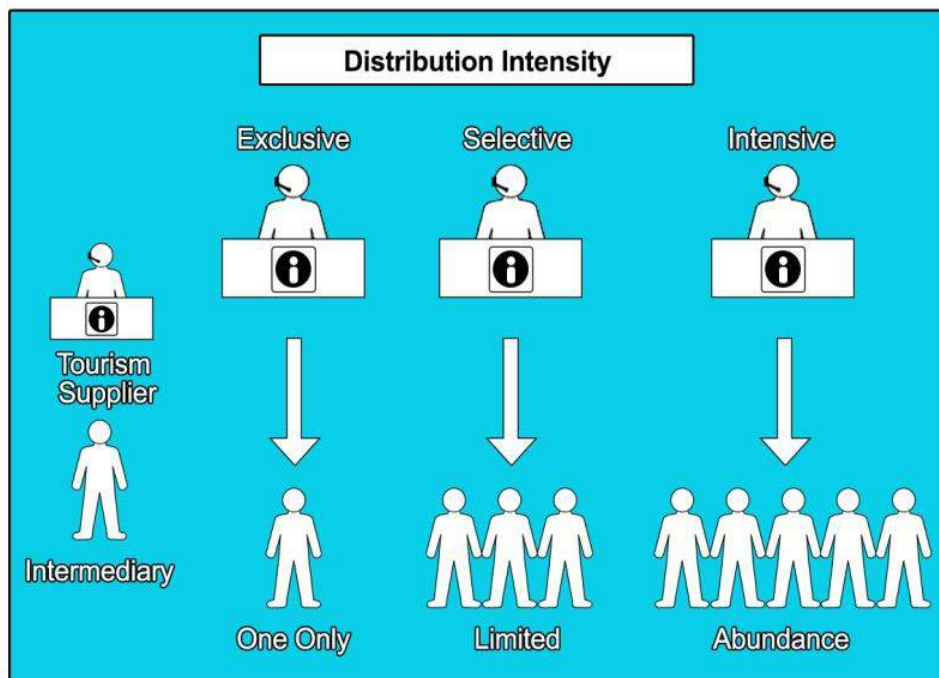 Distribution Intensity
Exclusive
Selective
Intensive
Tourism
Supplier
Intermediary
One Only
Limited
Abundance